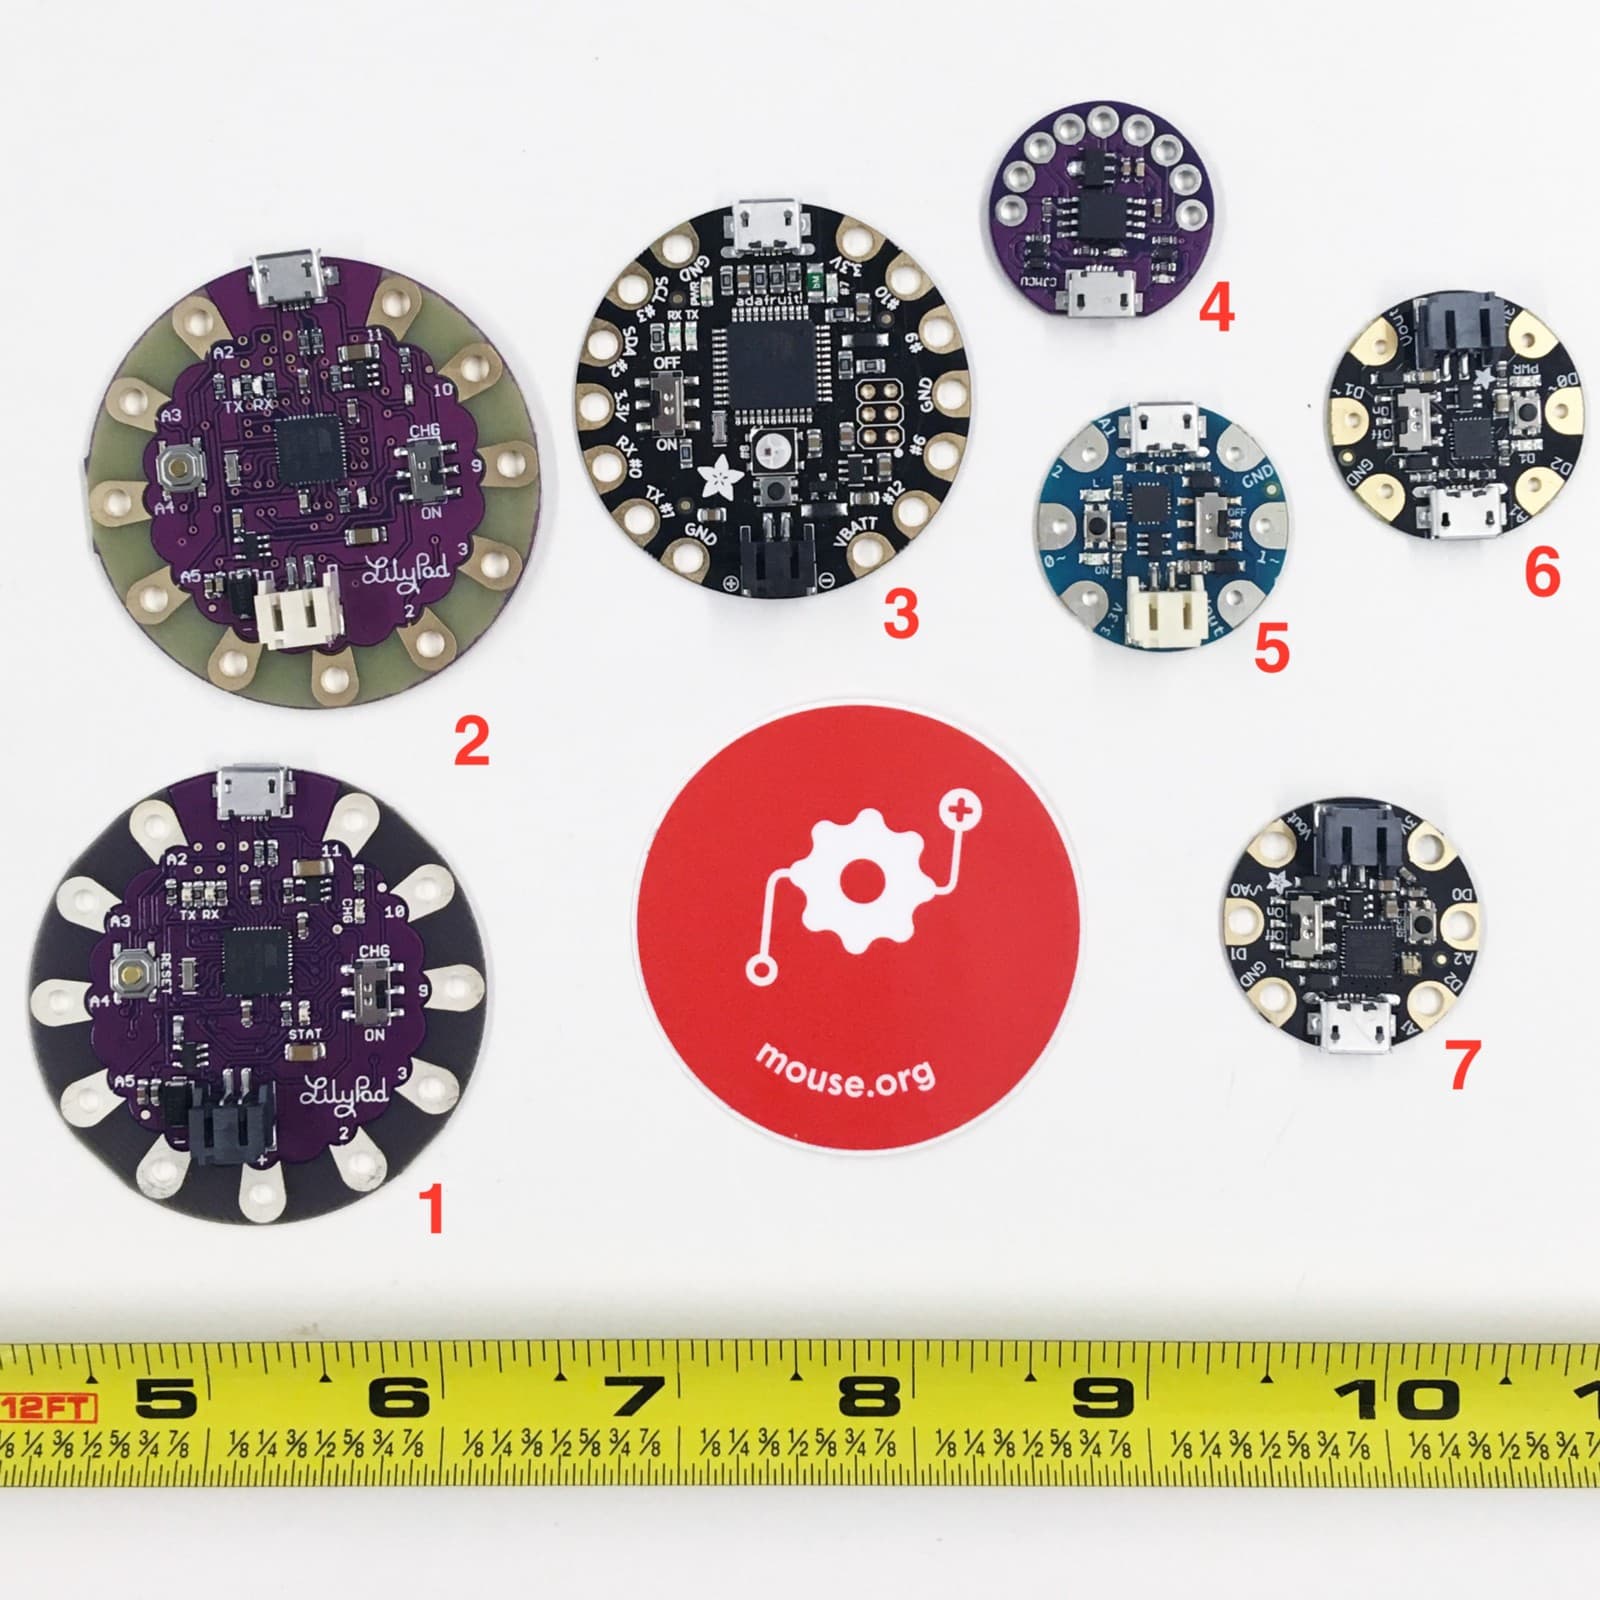 CJMCU
4
GND
3.3V
SCL
#3
PWR
adafruit!
#7
#10
RX TX
SDA
#2
OFF
#9
3.3V
GND
ON
RX #0
#8
#6
TX
#1
#12
GND
VBATT
3
A2
11
TX RX
10
A3
CHG
9
A4
ON
A5
LilyPad
3
2
2
A1
2
GND
L
OFF
ON
0~
1~
ON
3.3V
5
Vout
PWR
D1~
D0~
On
Off
GND
D2
6
A2
11
TX RX
CHG
10
A3
CHG
RESET
A4
9
STAT
ON
A5
LilyPad
3
2
+
1
mouse.org
Vout
3V
D0
On
Off
D1
A2
L
GND
D2
A1
7
5 6 7 8 9 10
12FT
1/8 1/4 3/8 1/2 5/8 3/4 7/8 1/8 1/4 3/8 1/2 5/8 3/4 7/8 1/8 1/4 3/8 1/2 5/8 3/4 7/8 1/8 1/4 3/8 1/2 5/8 3/4 7/8 1/8 1/4 3/8 1/2 5/8 3/4 7/8 1/8 1/4 3/8 1/2 5/8 3/4 7/8 1/8 1/4 3/8 1/2 5/8 3/4